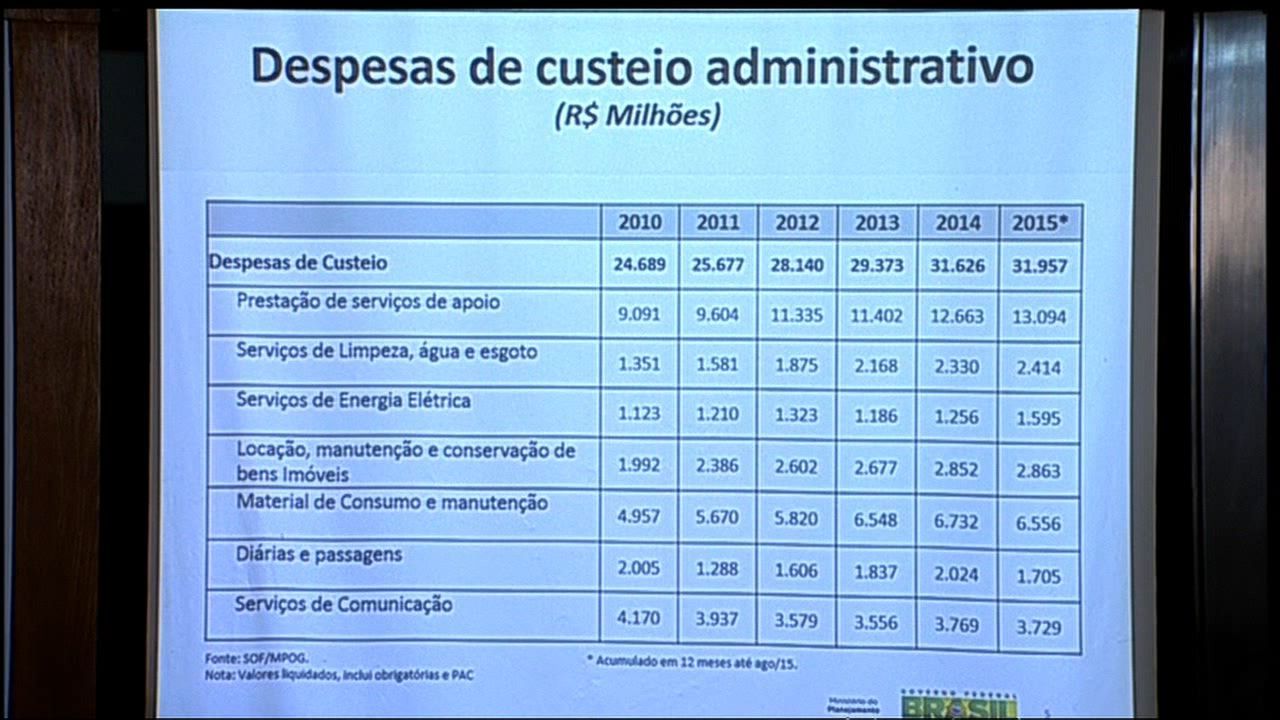 Despesas de custeio administrativo
(R$ Milhões)
2010 2011 2012 2013 2014 2015*
Despesas de Custeio 24.689 25.677 28.140 29.373 31.626 31.957
Prestação de serviços de apoio 9.091 9.604 11.335 11.402 12.663 13.094
Serviços de Limpeza, água e esgoto 1.351 1.581 1.875 2.168 2.330 2.414
Serviços de Energia Elétrica 1.123 1.210 1.323 1.186 1.256 1.595
Locação, manutenção e conservação de
bens Imóveis 1.992 2.386 2.602 2.677 2.852 2.863
Material de Consumo e manutenção 4.957 5.670 5.820 6.548 6.732 6.556
Diárias e passagens 2.005 1.288 1.606 1.837 2.024 1.705
Serviços de Comunicação 4.170 3.937 3.579 3.556 3.769 3.729
Fonte: SOF/MPOG.
* Acumulado em 12 meses até ago/15.
Nota: Valores liquidados, inclui obrigatórias e PAC
Ministério do
Planejamento
GOVERNO FEDERAL
BRASIL
5